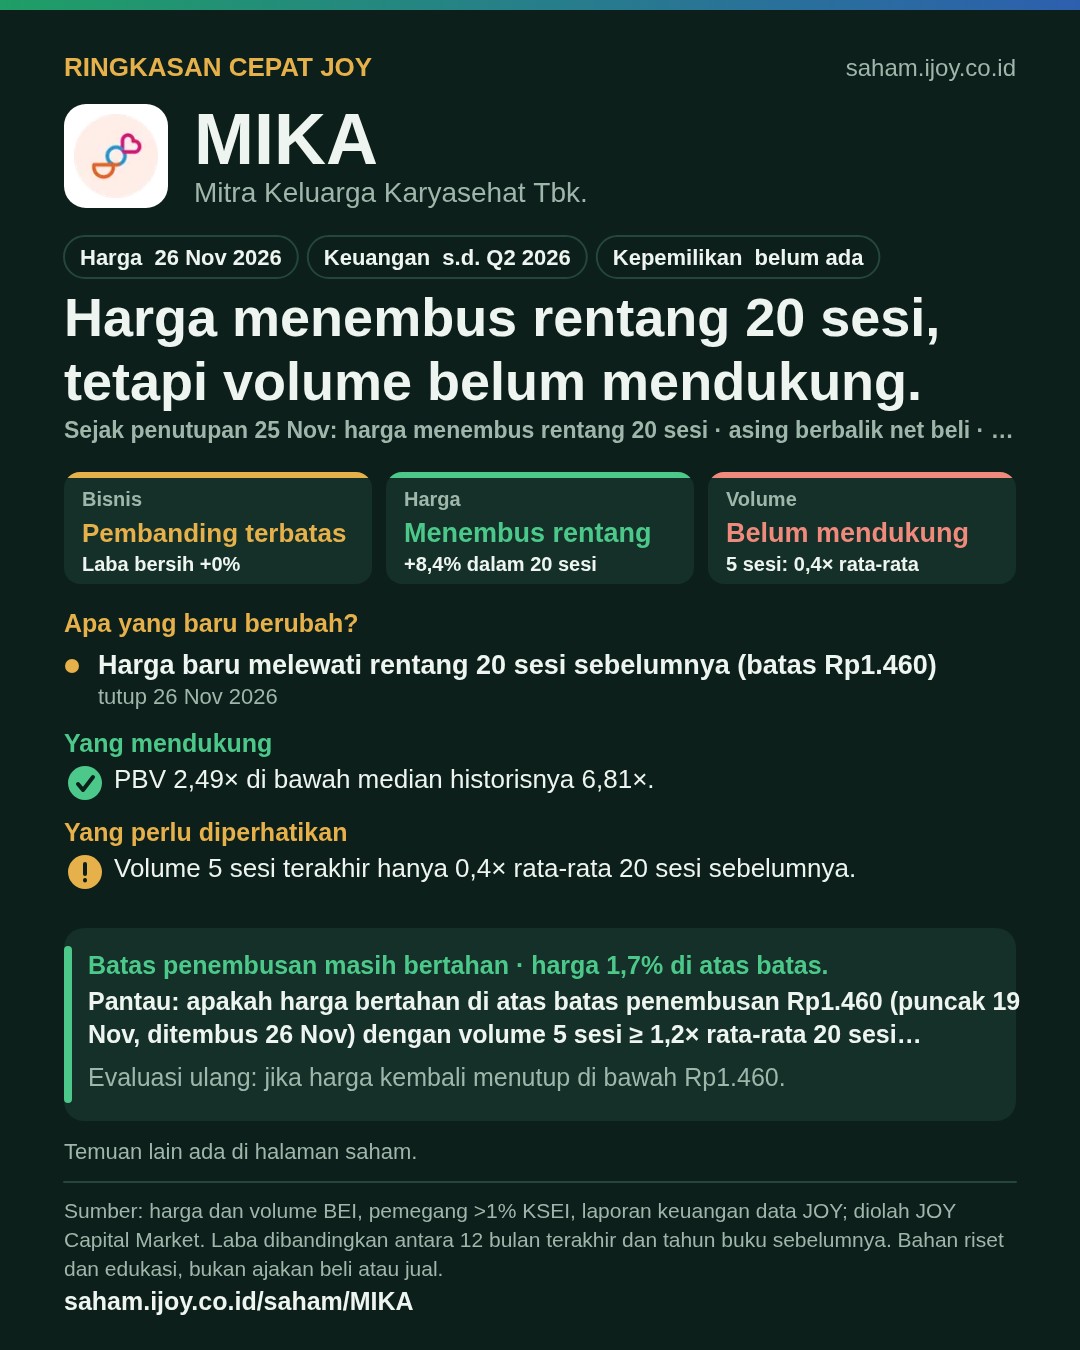 RINGKASAN CEPAT JOY
saham.ijoy.co.id
MIKA
Mitra Keluarga Karyasehat Tbk.
Harga  26 Nov 2026
Keuangan  s.d. Q2 2026
Kepemilikan  belum ada
Harga menembus rentang 20 sesi,
tetapi volume belum mendukung.
Sejak penutupan 25 Nov: harga menembus rentang 20 sesi · asing berbalik net beli · …
Bisnis
Pembanding terbatas
Laba bersih +0%
Harga
Menembus rentang
+8,4% dalam 20 sesi
Volume
Belum mendukung
5 sesi: 0,4× rata-rata
Apa yang baru berubah?
Harga baru melewati rentang 20 sesi sebelumnya (batas Rp1.460)
tutup 26 Nov 2026
Yang mendukung
PBV 2,49× di bawah median historisnya 6,81×.
Yang perlu diperhatikan
Volume 5 sesi terakhir hanya 0,4× rata-rata 20 sesi sebelumnya.
Batas penembusan masih bertahan · harga 1,7% di atas batas.
Pantau: apakah harga bertahan di atas batas penembusan Rp1.460 (puncak 19
Nov, ditembus 26 Nov) dengan volume 5 sesi ≥ 1,2× rata-rata 20 sesi…
Evaluasi ulang: jika harga kembali menutup di bawah Rp1.460.
Temuan lain ada di halaman saham.
Sumber: harga dan volume BEI, pemegang >1% KSEI, laporan keuangan data JOY; diolah JOY
Capital Market. Laba dibandingkan antara 12 bulan terakhir dan tahun buku sebelumnya. Bahan riset
dan edukasi, bukan ajakan beli atau jual.
saham.ijoy.co.id/saham/MIKA